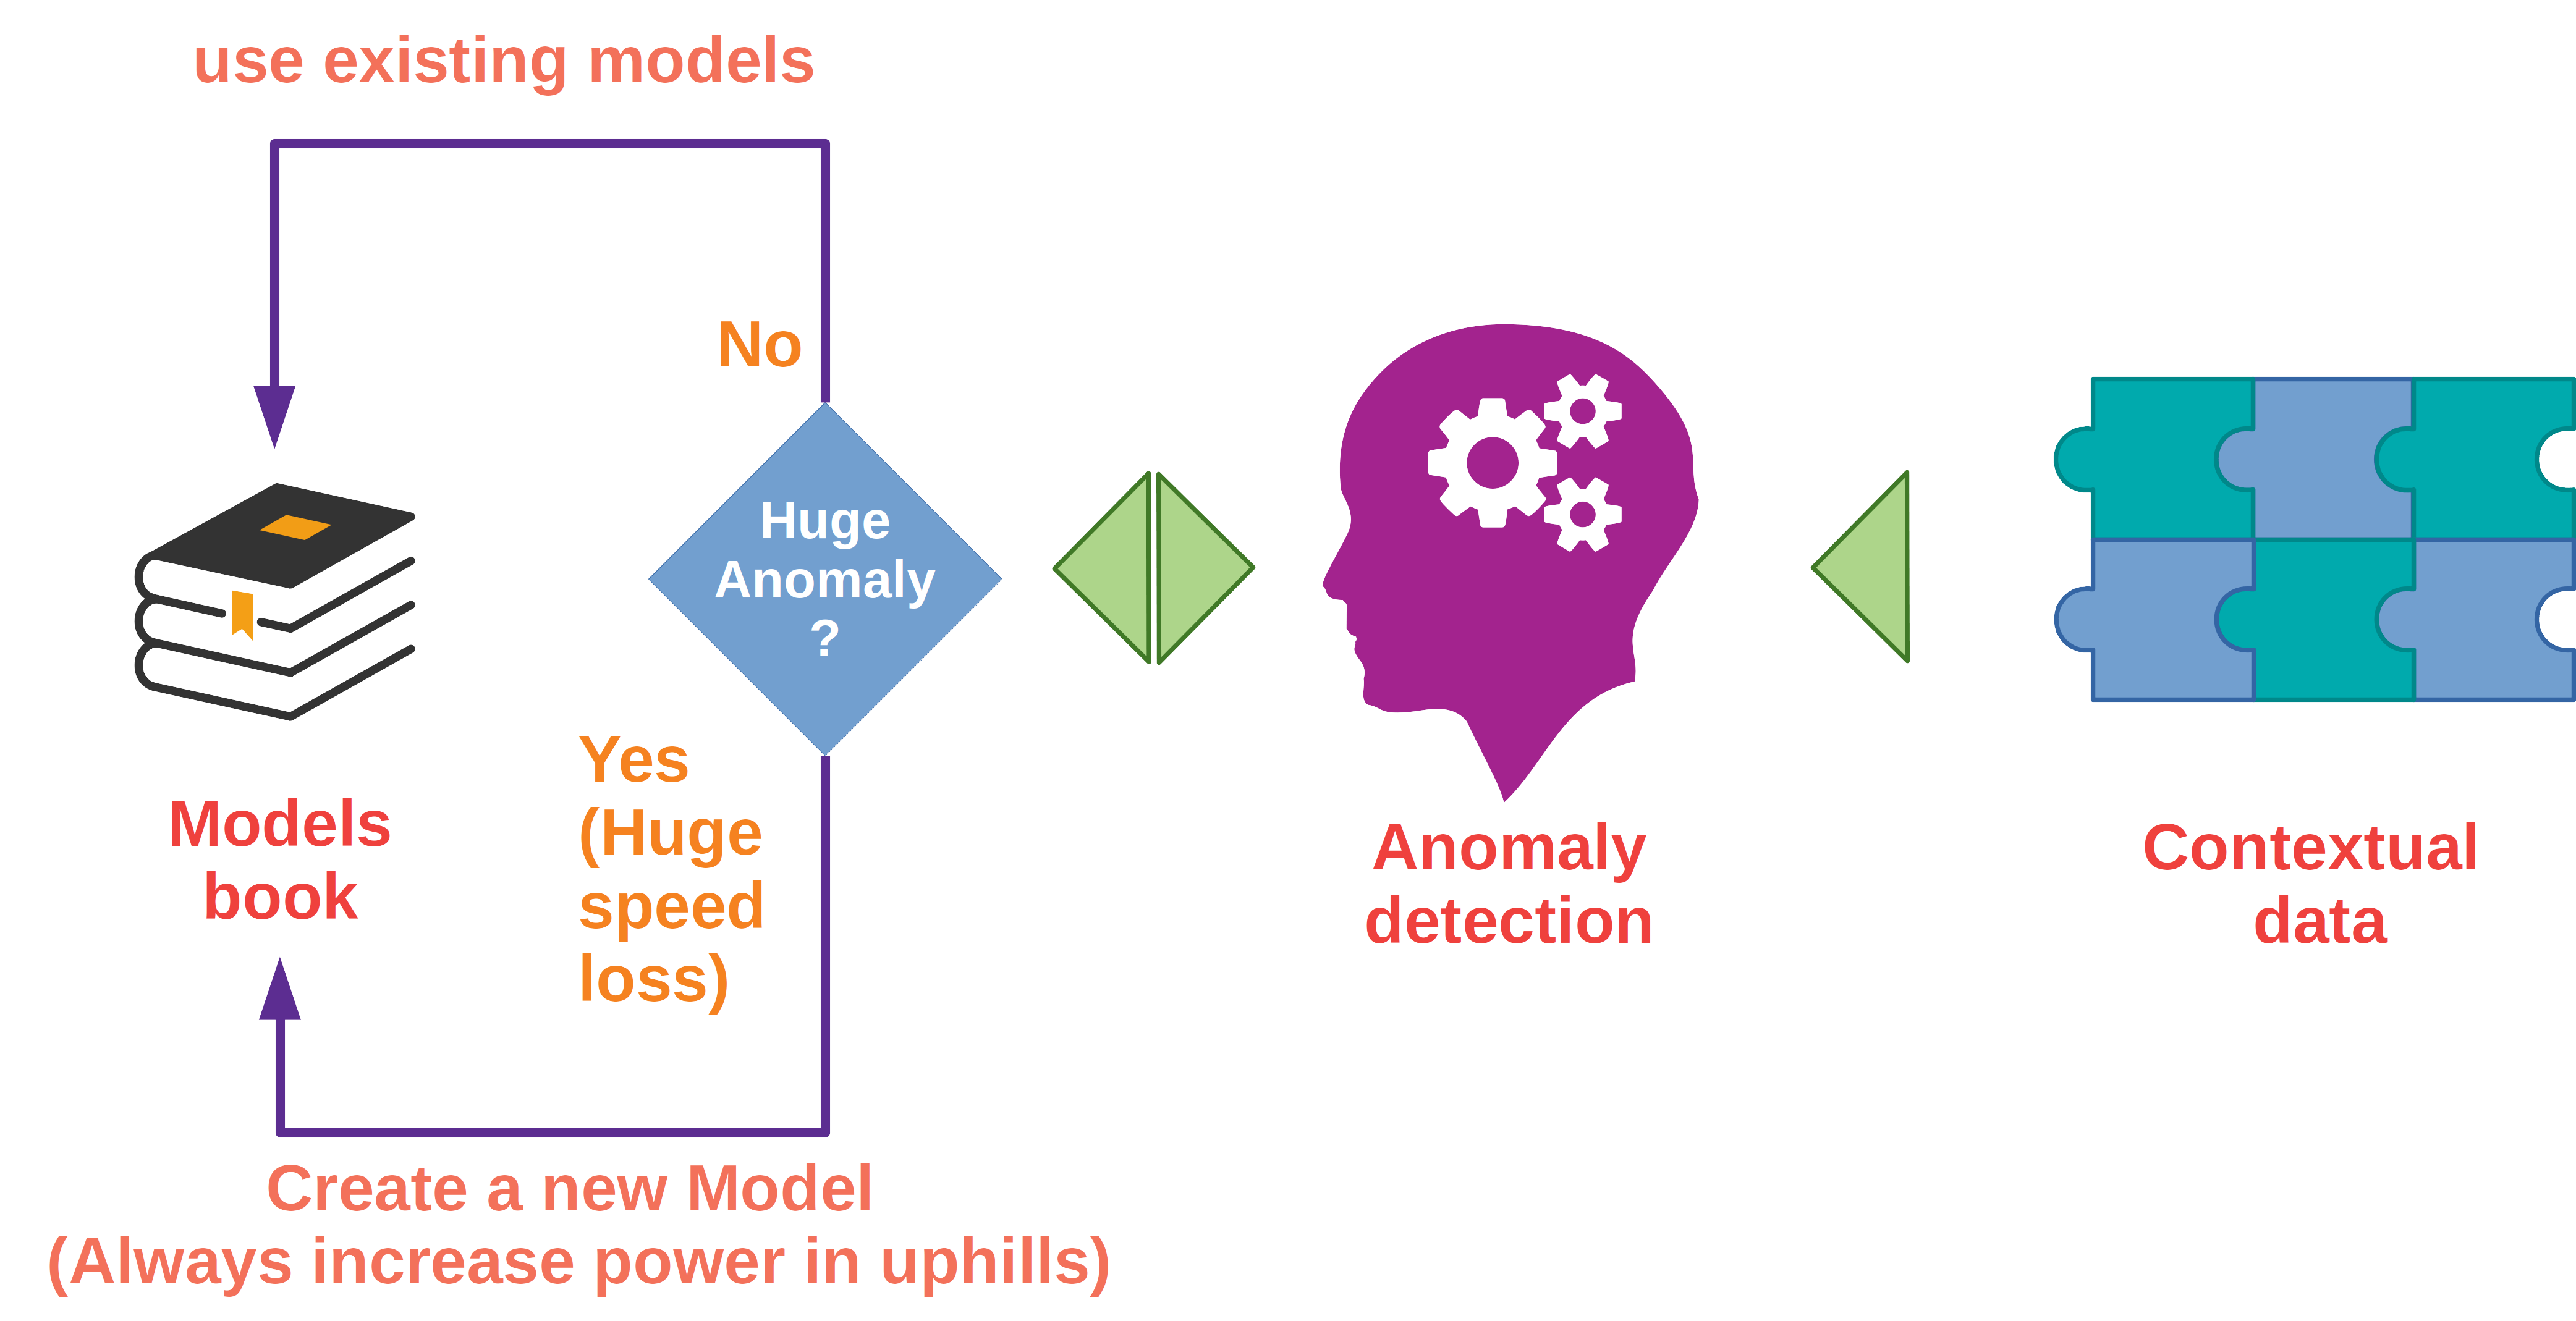 use existing models
No
Huge
Anomaly
?
Yes
(Huge
speed
loss)
Models
book
Anomaly
detection
Contextual
data
Create a new Model
(Always increase power in uphills)